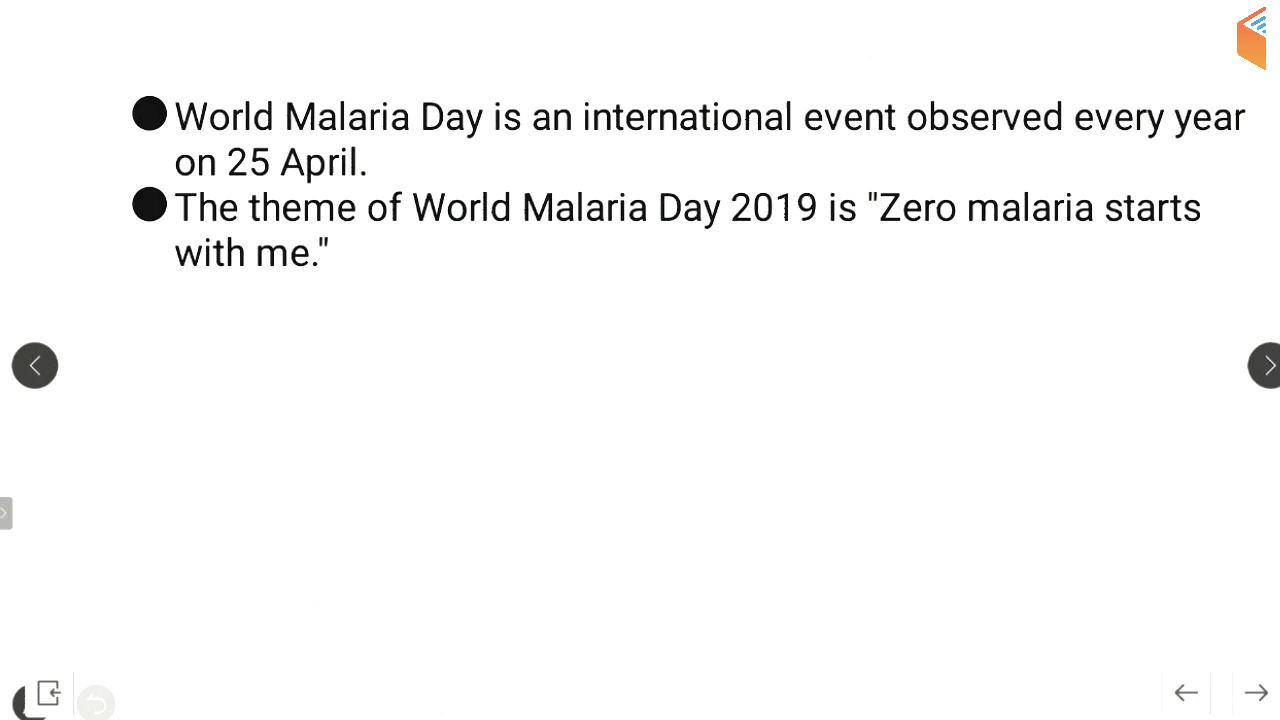 World Malaria Day is an international event observed every year
on 25 April.
The theme of World Malaria Day 2019 is "Zero malaria starts
with me."